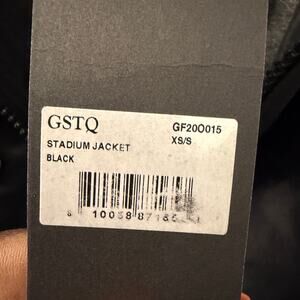 GSTQ
GF20O015
STADIUM JACKET
XS/S
BLACK